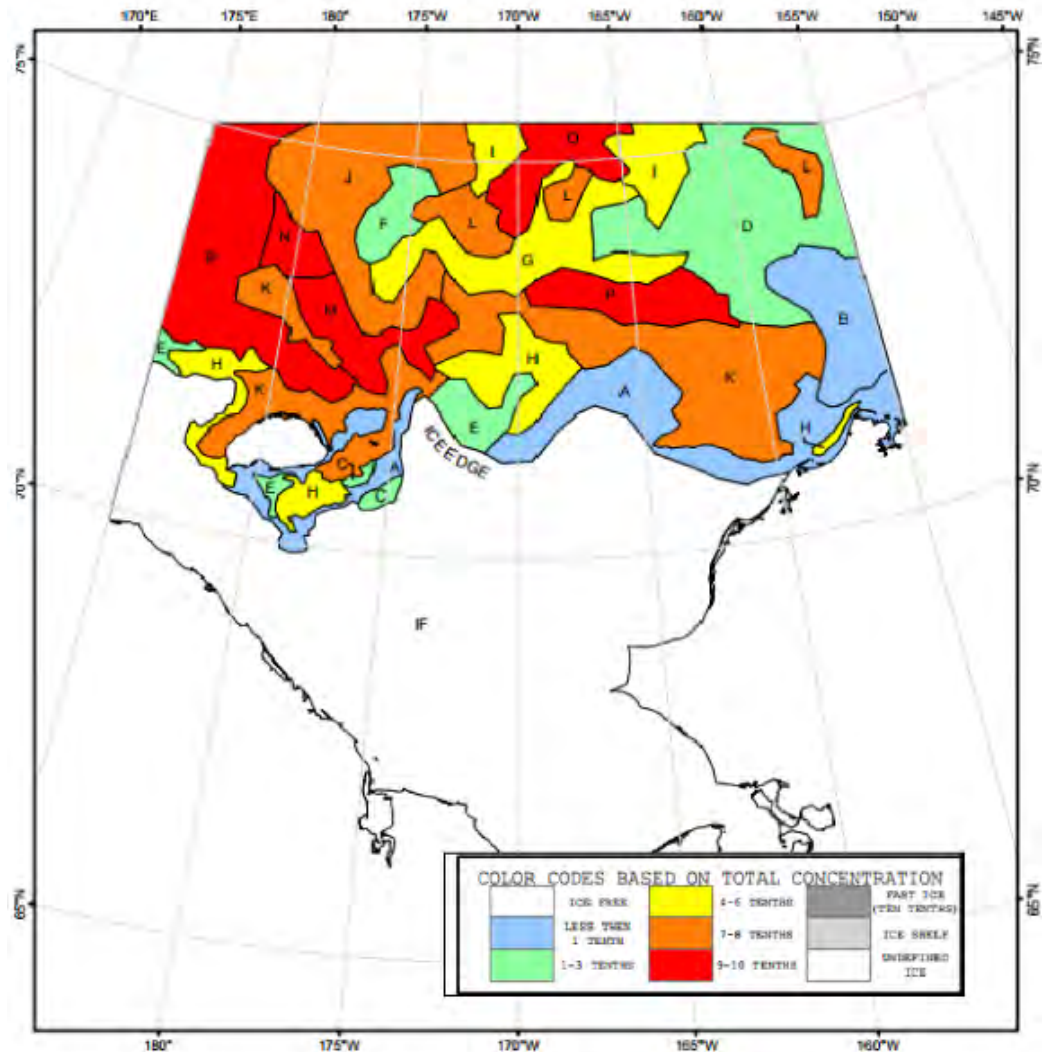 170°E 175°E 180°W 175°W 170°W 165°W 160°W 155°W 150°W 145°W
75°N 75°N
I O I L
J
F L L D
N
P G
K
M P B
E H H
K K
A
E H
ICE EDGE
C A
E H C
70°N 70°N
IF
COLOR CODES BASED ON TOTAL CONCENTRATION
ICE FREE 4-6 TENTHS FAST ICE
(TEN TENTHS)
LESS THEN 7-8 TENTHS ICE SHELF
1 TENTH
1-3 TENTHS 9-10 TENTHS UNDEFINED
ICE
65°N 65°N
180° 175°W 170°W 165°W 160°W